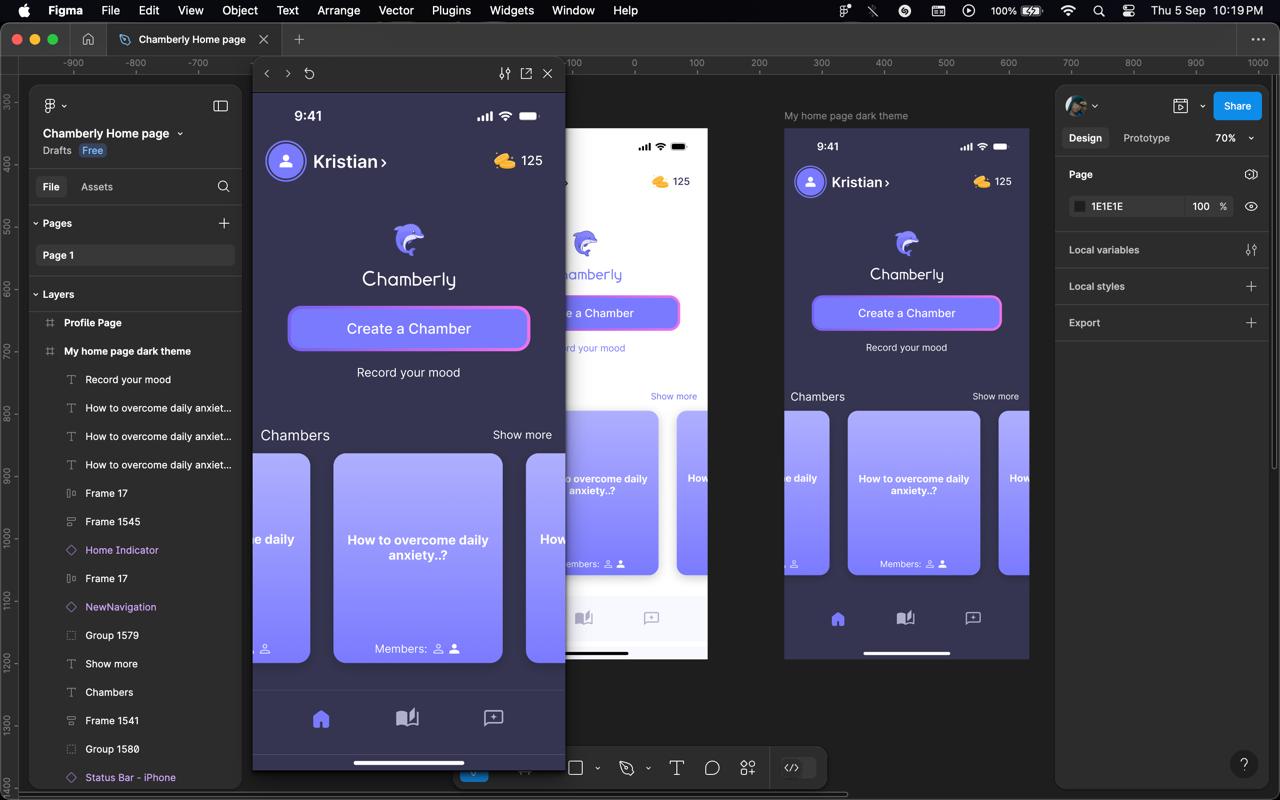 Figma File Edit View Object Text Arrange Vector Plugins Widgets Window Help 100% Thu 5 Sep 10:19 PM
Chamberly Home page
-900 -800 -700 -100 0 100 200 300 400 500 600 700 800 900 1000
300
400
500
600
700
800
900
1000
1100
1200
1300
1400
Chamberly Home page
Drafts Free
File Assets
Pages
Page 1
Layers
Profile Page
My home page dark theme
Record your mood
How to overcome daily anxiet...
How to overcome daily anxiet...
How to overcome daily anxiet...
Frame 17
Frame 1545
Home Indicator
Frame 17
NewNavigation
Group 1579
Show more
Chambers
Frame 1541
Group 1580
Status Bar - iPhone
9:41
Kristian › 125
Chamberly
Create a Chamber
Record your mood
Chambers Show more
e daily
How to overcome daily
anxiety..?
How
Members:
125
amberly
e a Chamber
rd your mood
Show more
o overcome daily
anxiety..?
How
embers:
My home page dark theme
9:41
Kristian › 125
Chamberly
Create a Chamber
Record your mood
Chambers Show more
e daily
How to overcome daily
anxiety..?
How
Members:
Share
Design Prototype 70%
Page
1E1E1E 100 %
Local variables
Local styles
Export
?